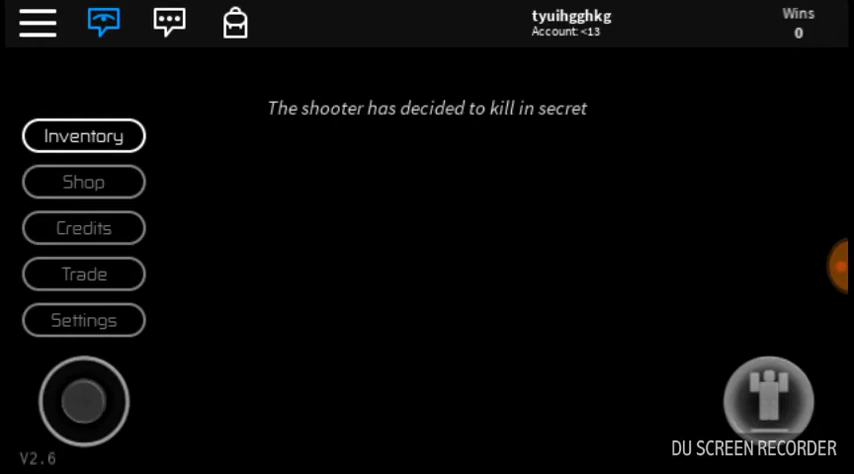 tyuihgghkg
Account: <13
Wins
0
The shooter has decided to kill in secret
Inventory
Shop
Credits
Trade
Settings
V2.6
DU SCREEN RECORDER